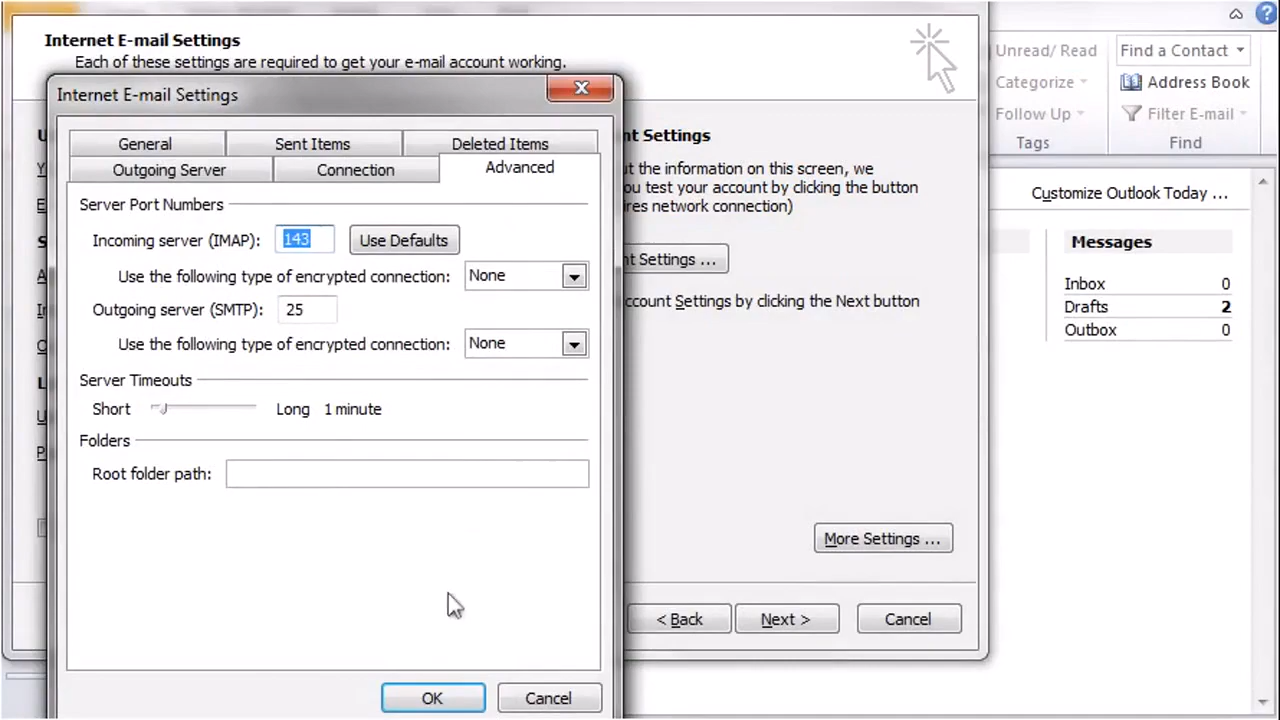 Internet E-mail Settings
Each of these settings are required to get your e-mail account working.
Internet E-mail Settings
General
Sent Items
Deleted Items
Outgoing Server
Connection
Advanced
Server Port Numbers
Incoming server (IMAP): 143 Use Defaults
Use the following type of encrypted connection: None
Outgoing server (SMTP): 25
Use the following type of encrypted connection: None
Server Timeouts
Short Long 1 minute
Folders
Root folder path:
OK Cancel
nt Settings
ut the information on this screen, we
you test your account by clicking the button
ires network connection)
nt Settings ...
ccount Settings by clicking the Next button
More Settings ...
< Back Next > Cancel
Unread/ Read
Categorize
Follow Up
Tags
Find a Contact
Address Book
Filter E-mail
Find
Customize Outlook Today ...
Messages
Inbox 0
Drafts 2
Outbox 0